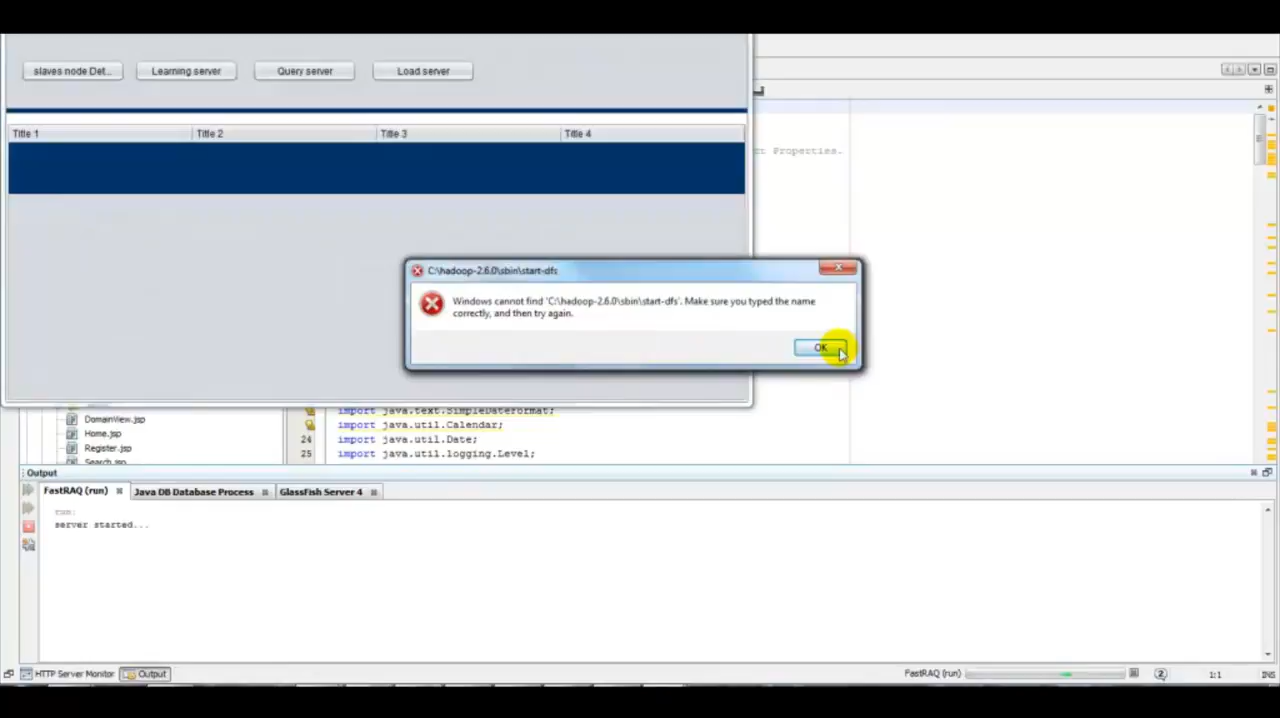 slaves node Det...
Learning server
Query server
Load server
Title 1
Title 2
Title 3
Title 4
Properties.
C:\hadoop-2.6.0\sbin\start-dfs
Windows cannot find 'C:\hadoop-2.6.0\sbin\start-dfs'. Make sure you typed the name
correctly, and then try again.
OK
import java.text.SimpleDateFormat;
DomainView.jsp
import java.util.Calendar;
Home.jsp
24 import java.util.Date;
Register.jsp
25 import java.util.logging.Level;
Search.jsp
Output
FastRAQ (run)
Java DB Database Process
GlassFish Server 4
run:
server started...
HTTP Server Monitor
Output
FastRAQ (run)
2
1:1
INS